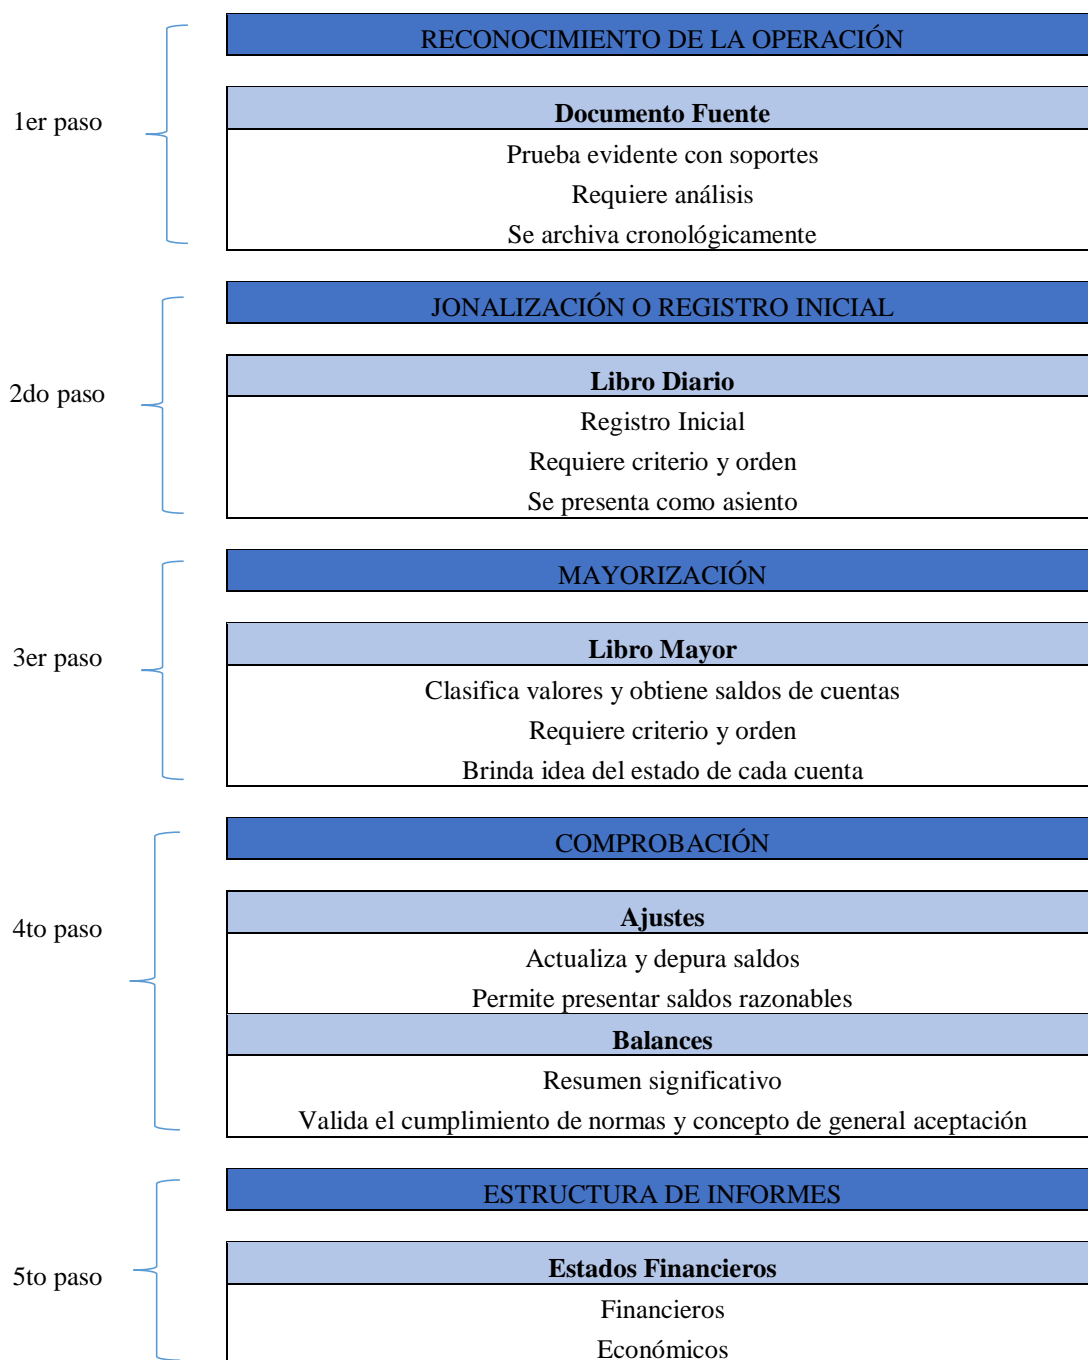 RECONOCIMIENTO DE LA OPERACIÓN
1er paso
Documento Fuente
Prueba evidente con soportes
Requiere análisis
Se archiva cronológicamente
JONALIZACIÓN O REGISTRO INICIAL
2do paso
Libro Diario
Registro Inicial
Requiere criterio y orden
Se presenta como asiento
MAYORIZACIÓN
3er paso
Libro Mayor
Clasifica valores y obtiene saldos de cuentas
Requiere criterio y orden
Brinda idea del estado de cada cuenta
COMPROBACIÓN
4to paso
Ajustes
Actualiza y depura saldos
Permite presentar saldos razonables
Balances
Resumen significativo
Valida el cumplimiento de normas y concepto de general aceptación
ESTRUCTURA DE INFORMES
5to paso
Estados Financieros
Financieros
Económicos